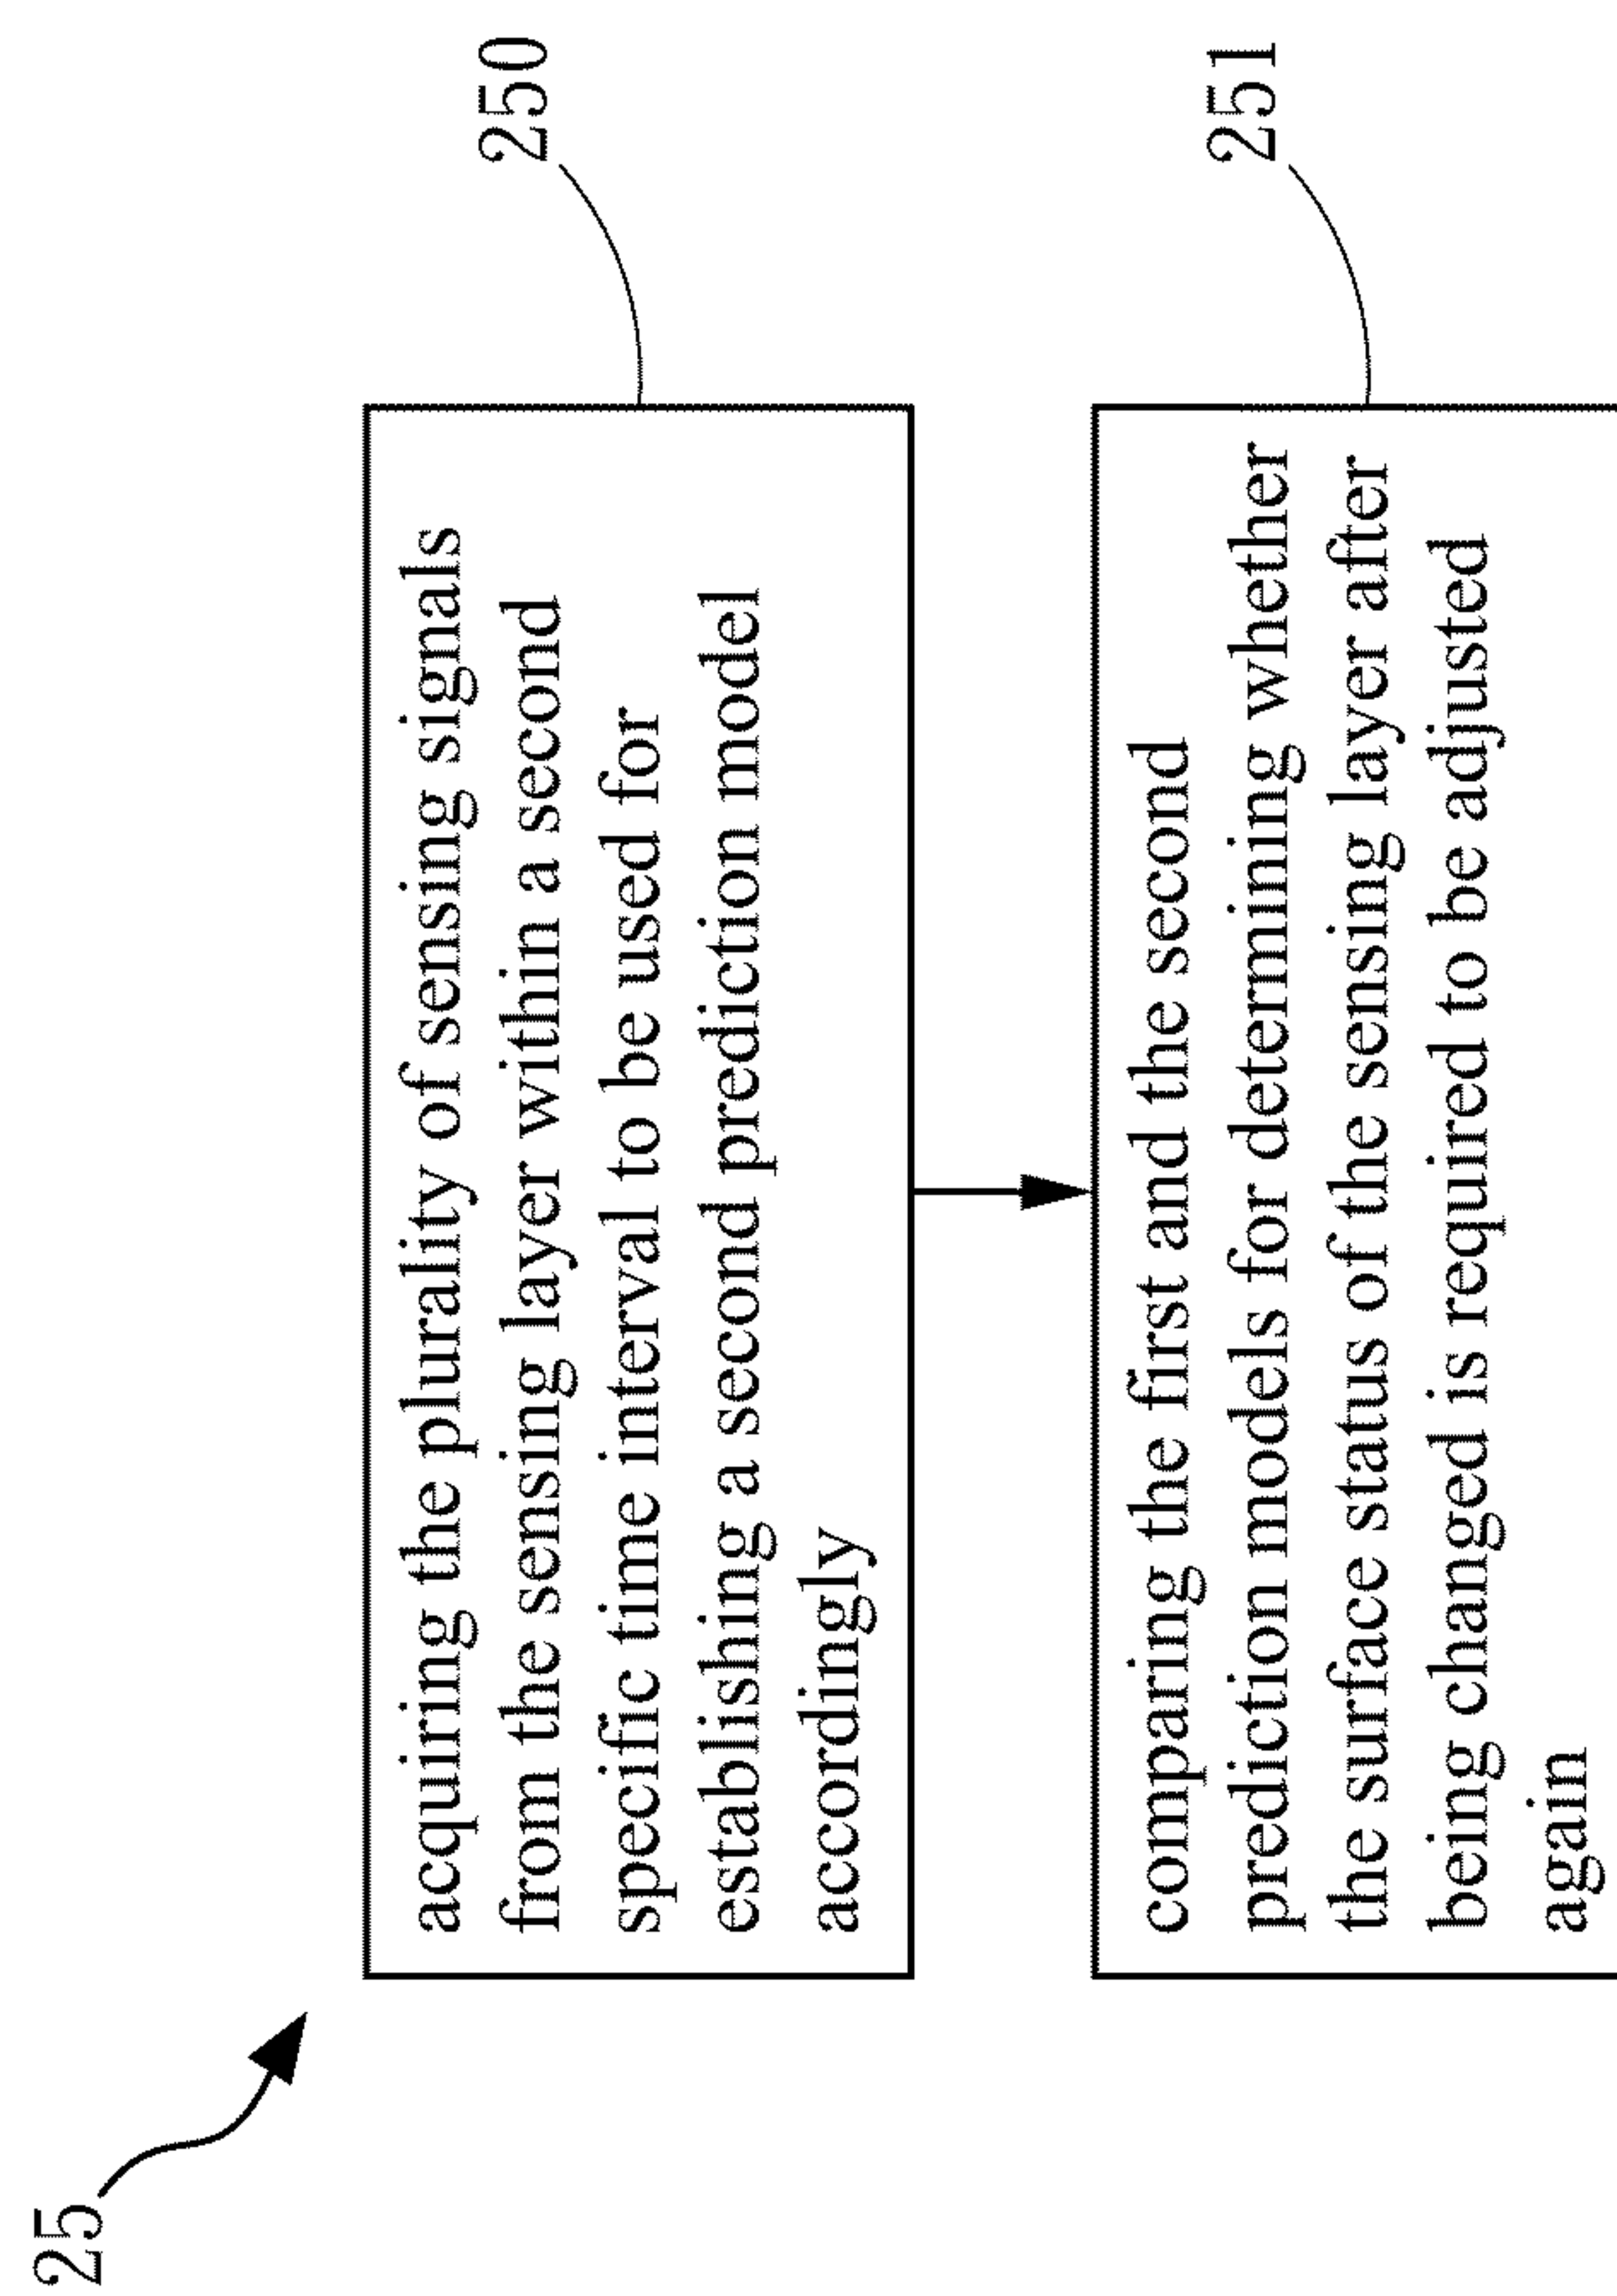 25
acquiring the plurality of sensing signals
from the sensing layer within a second
specific time interval to be used for
establishing a second prediction model
accordingly
250
comparing the first and the second
prediction models for determining whether
the surface status of the sensing layer after
being changed is required to be adjusted
again
251